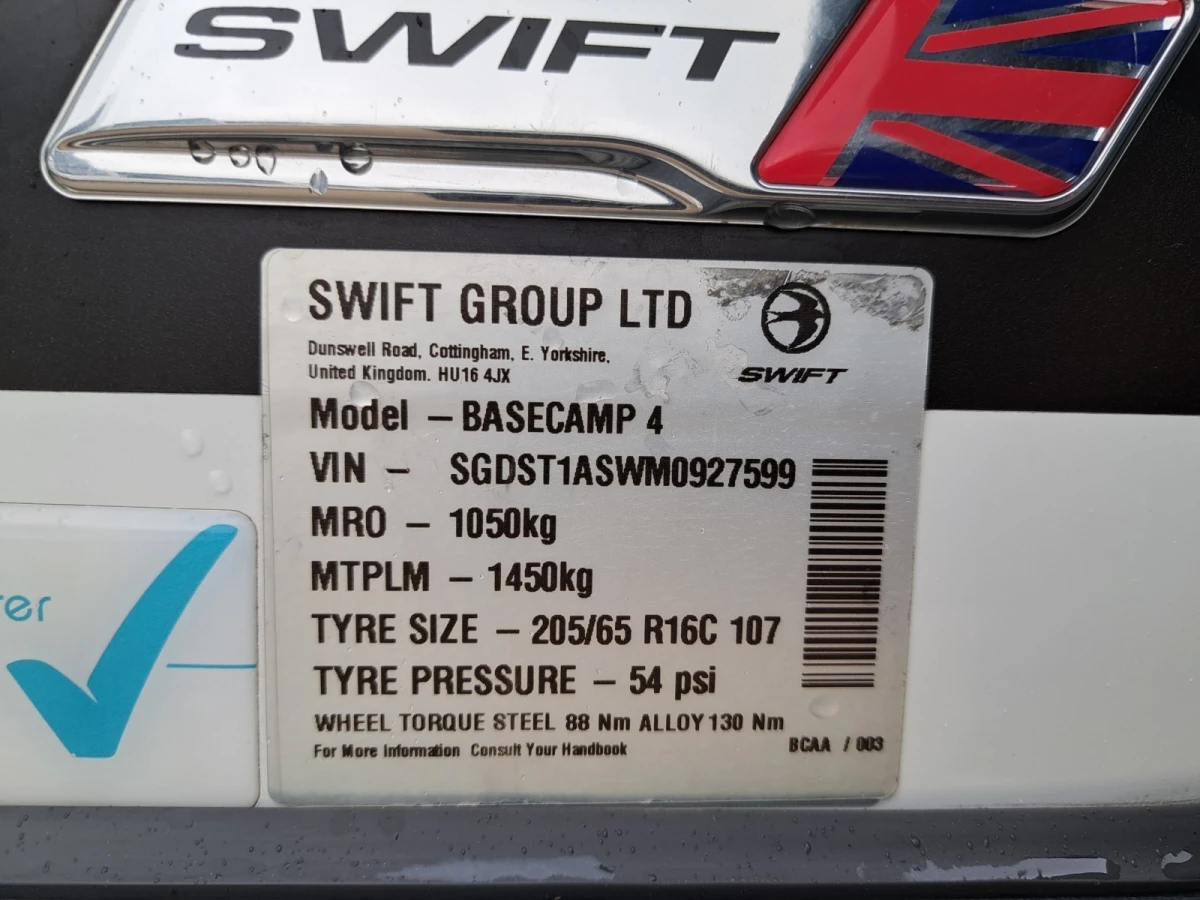 SWIFT
SWIFT GROUP LTD
Dunswell Road, Cottingham, E. Yorkshire,
United Kingdom. HU16 4JX
SWIFT
Model – BASECAMP 4
VIN – SGDST1ASWM0927599
MRO – 1050kg
MTPLM – 1450kg
TYRE SIZE – 205/65 R16C 107
TYRE PRESSURE – 54 psi
WHEEL TORQUE STEEL 88 Nm ALLOY 130 Nm
For More Information Consult Your Handbook
BCAA / 003